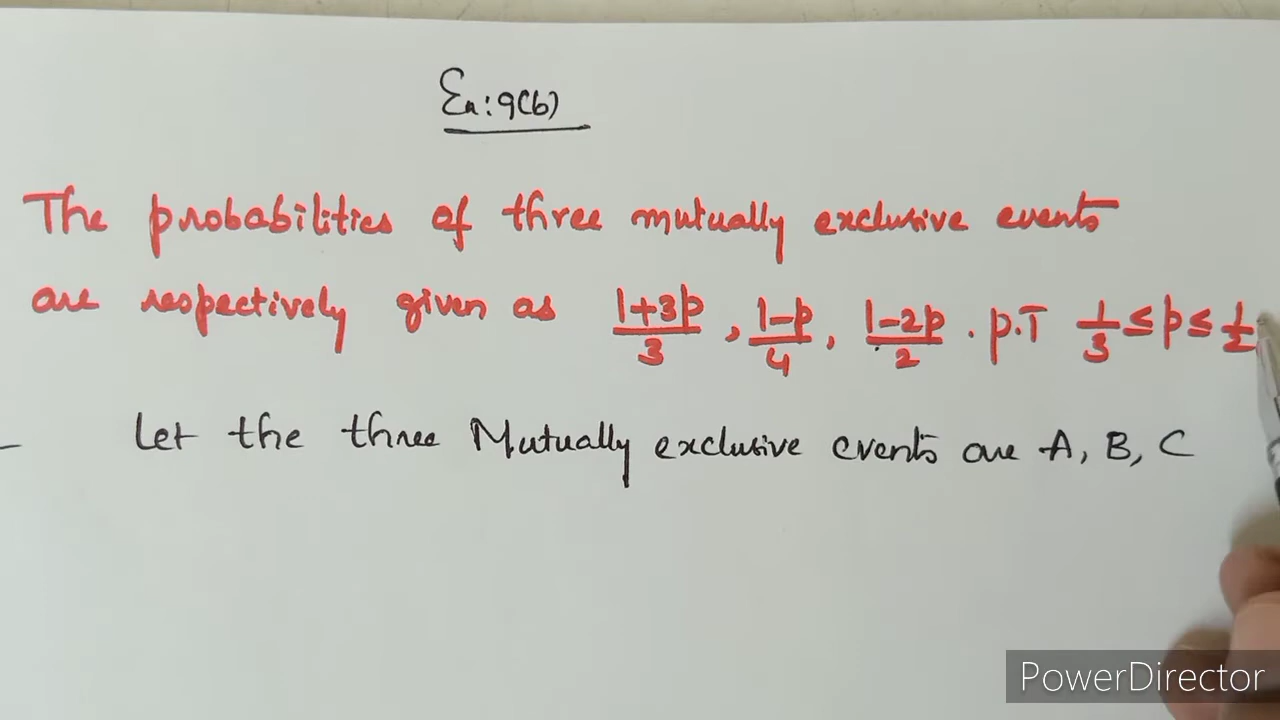 Ex: 9(b)
The probabilities of three mutually exclusive events
are respectively given as 1+3p/3, 1-p/4, 1-2p/2. P.T 1/3 ≤ p ≤ 1/2
Let the three Mutually exclusive events are A, B, C
PowerDirector